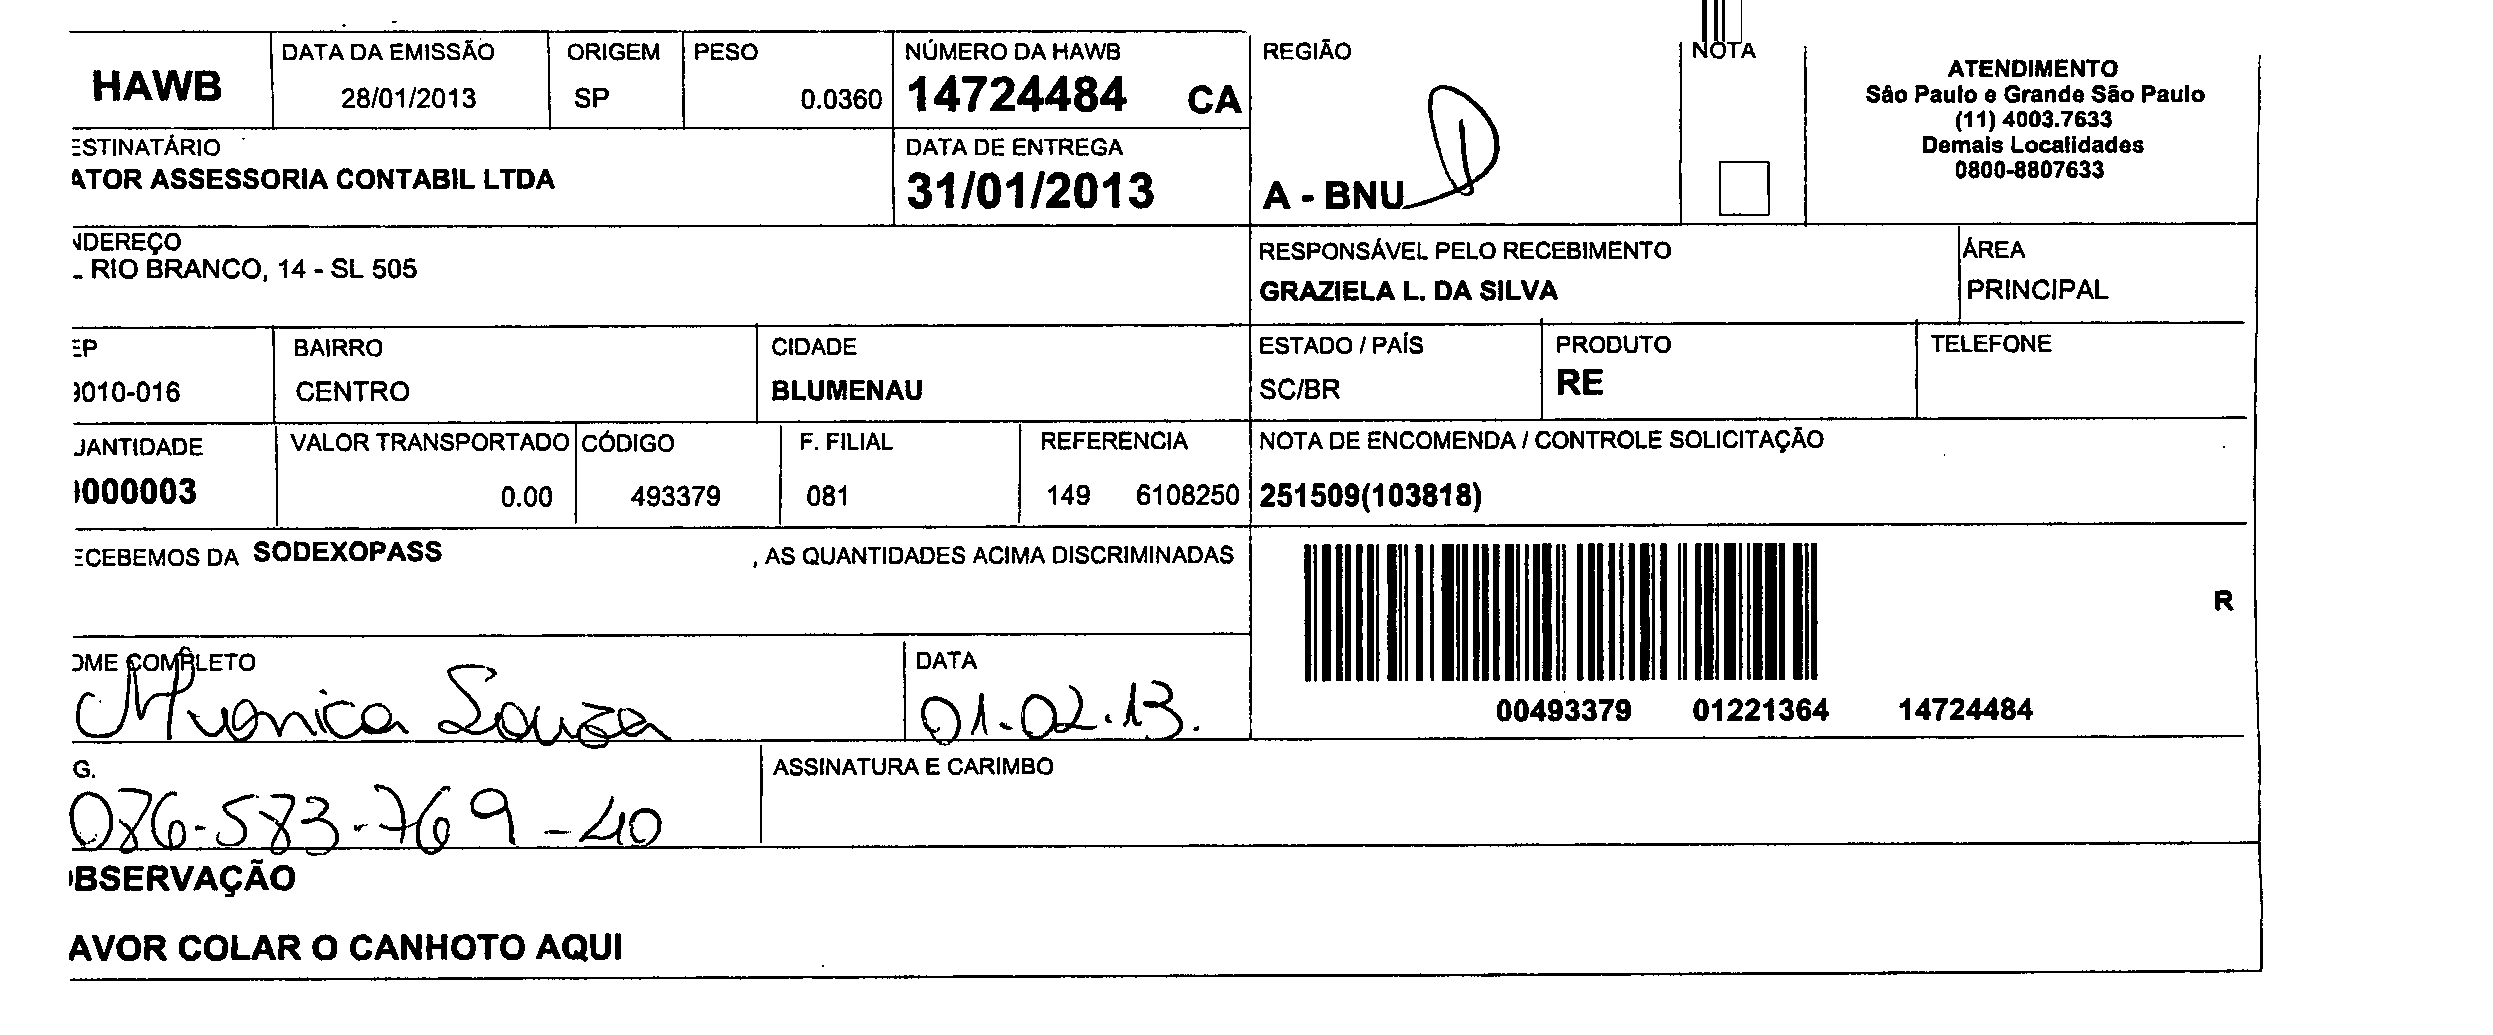 HAWB
DATA DA EMISSÃO
28/01/2013
ORIGEM
SP
PESO
0.0360
NÚMERO DA HAWB
14724484 CA
REGIÃO
A - BNU
NOTA
ATENDIMENTO
São Paulo e Grande São Paulo
(11) 4003.7633
Demais Localidades
0800-8807633
ESTINATÁRIO
ATOR ASSESSORIA CONTABIL LTDA
DATA DE ENTREGA
31/01/2013
NDEREÇO
RIO BRANCO, 14 - SL 505
RESPONSÁVEL PELO RECEBIMENTO
GRAZIELA L. DA SILVA
ÁREA
PRINCIPAL
EP
9010-016
BAIRRO
CENTRO
CIDADE
BLUMENAU
ESTADO / PAÍS
SC/BR
PRODUTO
RE
TELEFONE
UANTIDADE
000003
VALOR TRANSPORTADO
0.00
CÓDIGO
493379
F. FILIAL
081
REFERENCIA
149 6108250
NOTA DE ENCOMENDA / CONTROLE SOLICITAÇÃO
251509(103818)
ECEBEMOS DA SODEXOPASS , AS QUANTIDADES ACIMA DISCRIMINADAS
R
00493379 01221364 14724484
OME COMPLETO
Muonica Souza
DATA
01.02.13.
G.
086-583-769-40
ASSINATURA E CARIMBO
BSERVAÇÃO
AVOR COLAR O CANHOTO AQUI